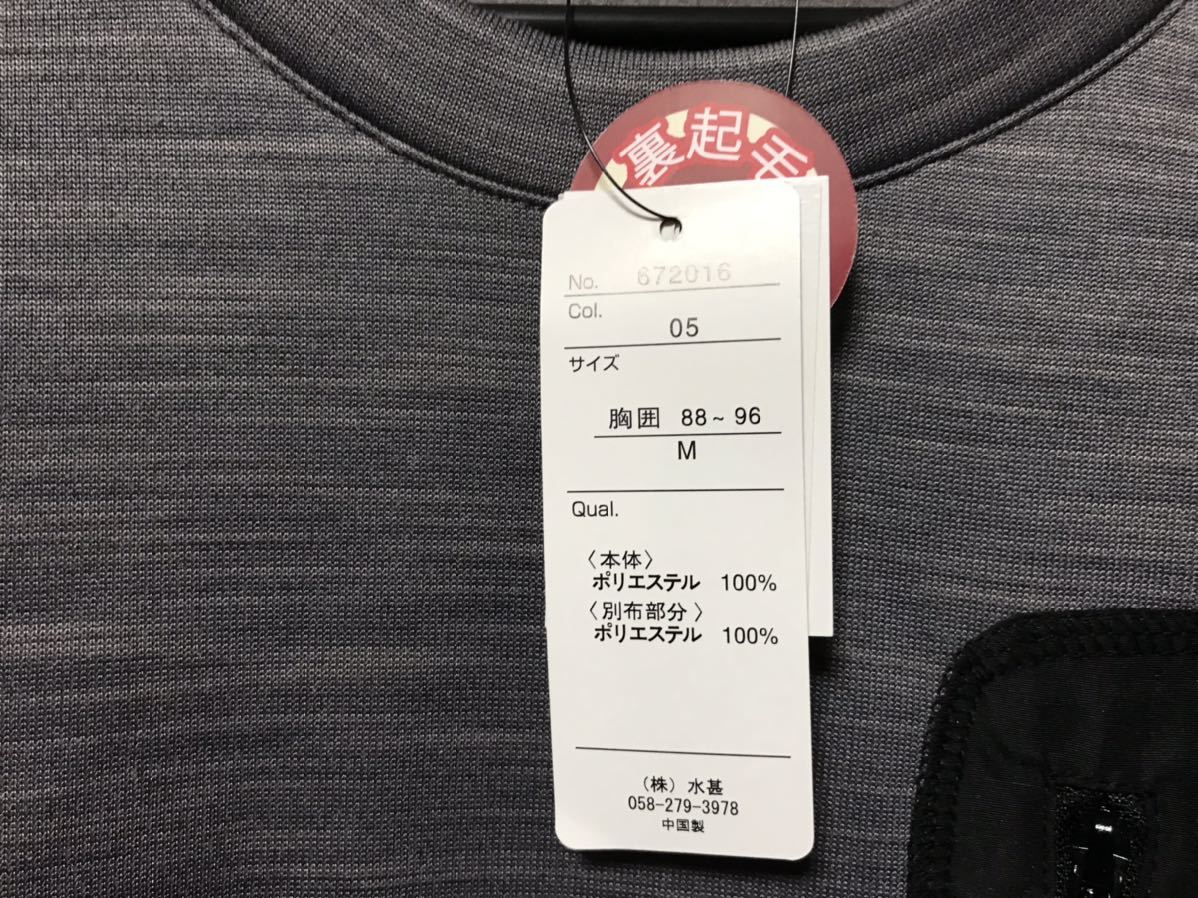 裏起毛
No. 672016
Col.
05
サイズ
胸囲 88~96
M
Qual.
〈本体〉
ポリエステル 100%
〈別布部分〉
ポリエステル 100%
(株)水甚
058-279-3978
中国製